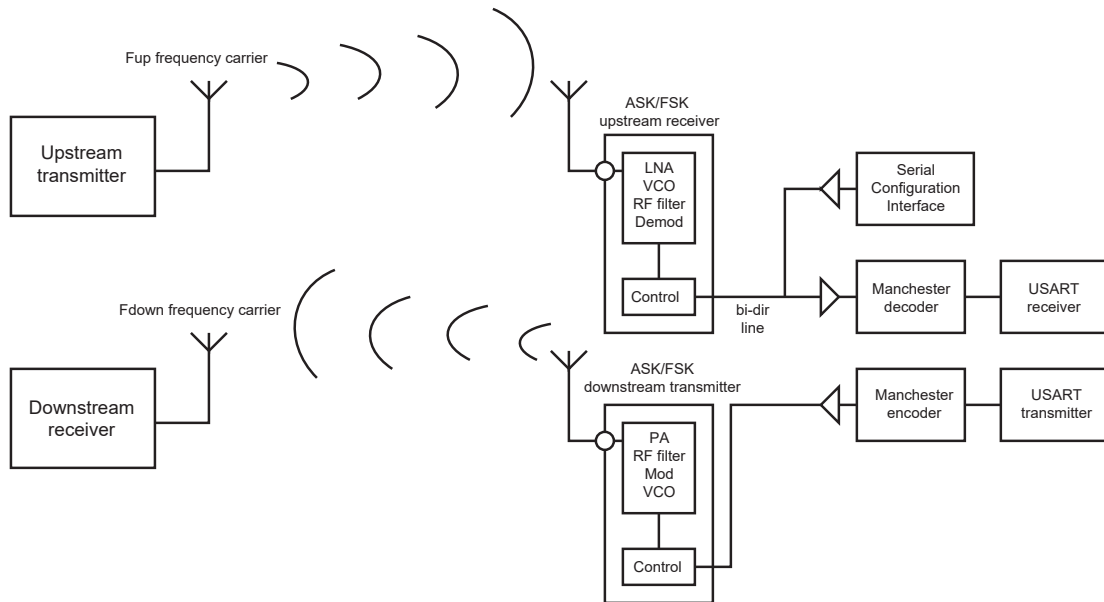 Fup frequency carrier
Upstream
transmitter
ASK/FSK
upstream receiver
LNA
VCO
RF filter
Demod
Control
bi-dir
line
Serial
Configuration
Interface
Manchester
decoder
USART
receiver
Fdown frequency carrier
Downstream
receiver
ASK/FSK
downstream transmitter
PA
RF filter
Mod
VCO
Control
Manchester
encoder
USART
transmitter